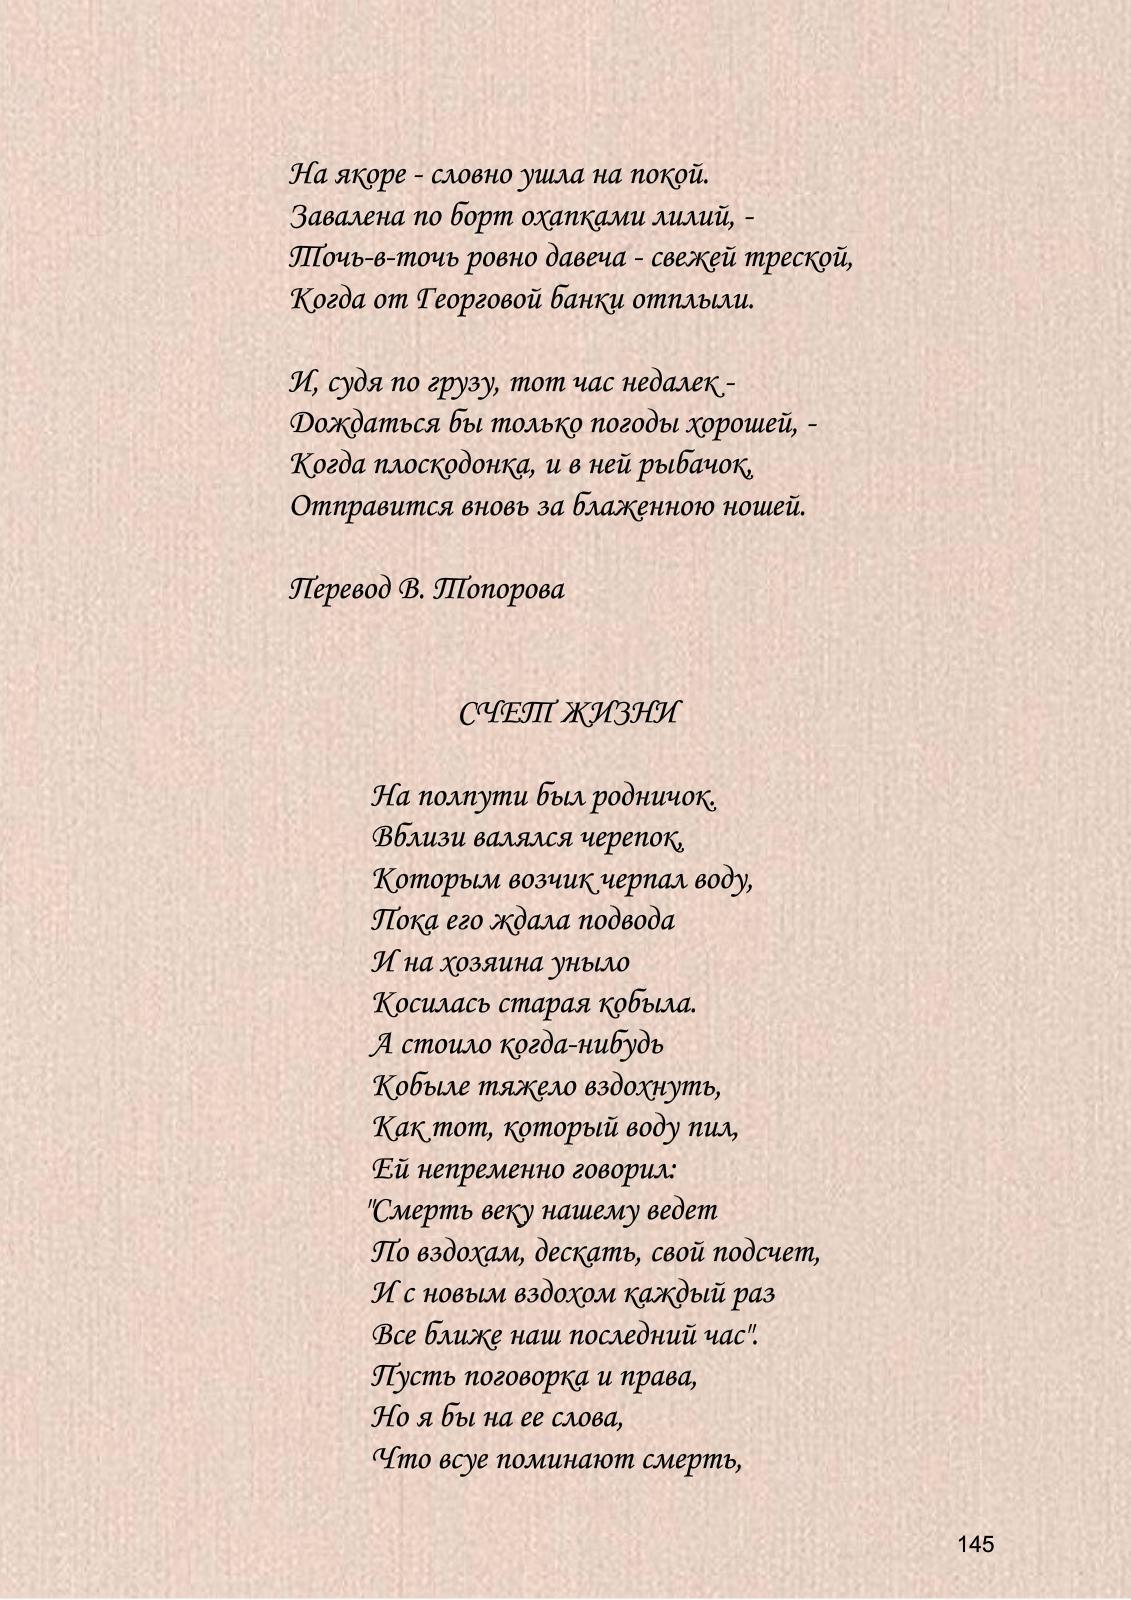 На якоре - словно ушла на покой.
Завалена по борт охапками лилий, -
Точь-в-точь ровно давеча - свежей треской,
Когда от Георговой банки отплыли.
И, судя по грузу, тот час недалек -
Дождаться бы только погоды хорошей, -
Когда плоскодонка, и в ней рыбачок,
Отправится вновь за блаженною ношей.
Перевод В. Топорова
СЧЕТ ЖИЗНИ
На полпути был родничок.
Вблизи валялся черепок,
Которым возчик черпал воду,
Пока его ждала подвода
И на хозяина уныло
Косилась старая кобыла.
А стоило когда-нибудь
Кобыле тяжело вздохнуть,
Как тот, который воду пил,
Ей непременно говорил:
"Смерть веку нашему ведет
По вздохам, дескать, свой подсчет,
И с новым вздохом каждый раз
Все ближе наш последний час".
Пусть поговорка и права,
Но я бы на ее слова,
Что всуе поминают смерть,
145